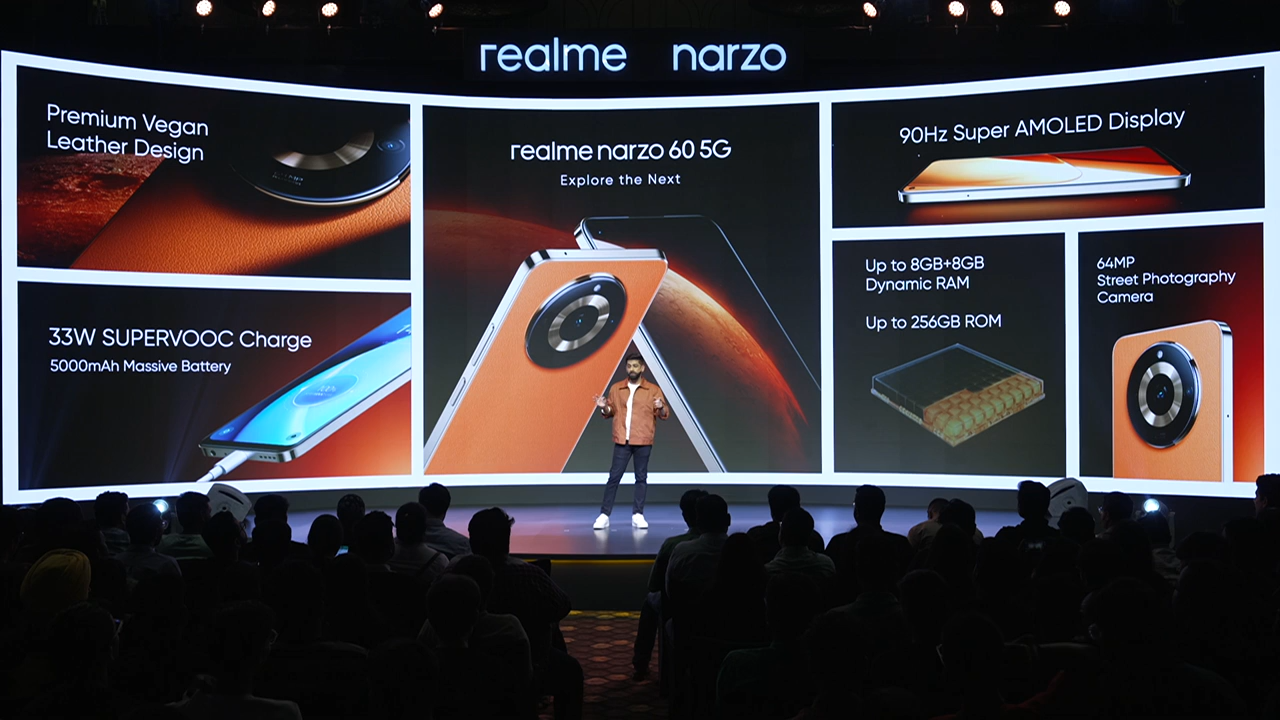 realme narzo
Premium Vegan
Leather Design
33W SUPERVOOC Charge
5000mAh Massive Battery
realme narzo 60 5G
Explore the Next
90Hz Super AMOLED Display
Up to 8GB+8GB
Dynamic RAM
Up to 256GB ROM
64MP
Street Photography
Camera